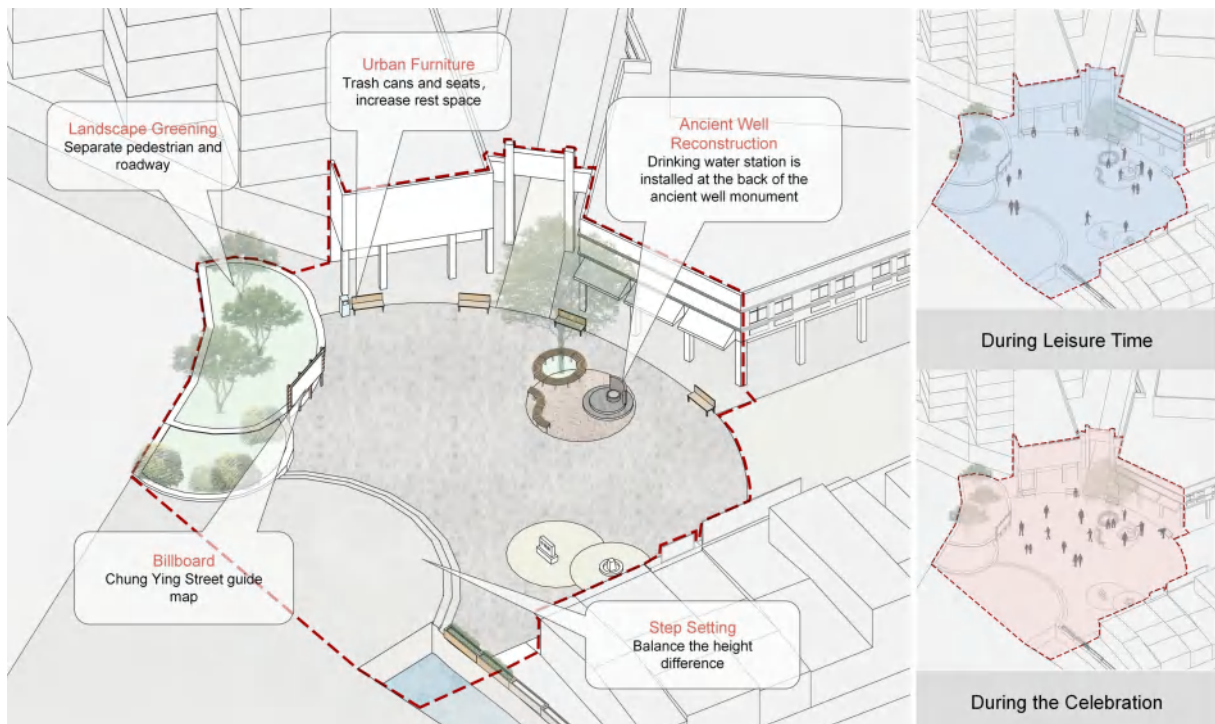 Urban Furniture
Trash cans and seats,
increase rest space
Landscape Greening
Separate pedestrian and
roadway
Ancient Well
Reconstruction
Drinking water station is
installed at the back of the
ancient well monument
During Leisure Time
Billboard
Chung Ying Street guide
map
Step Setting
Balance the height
difference
During the Celebration